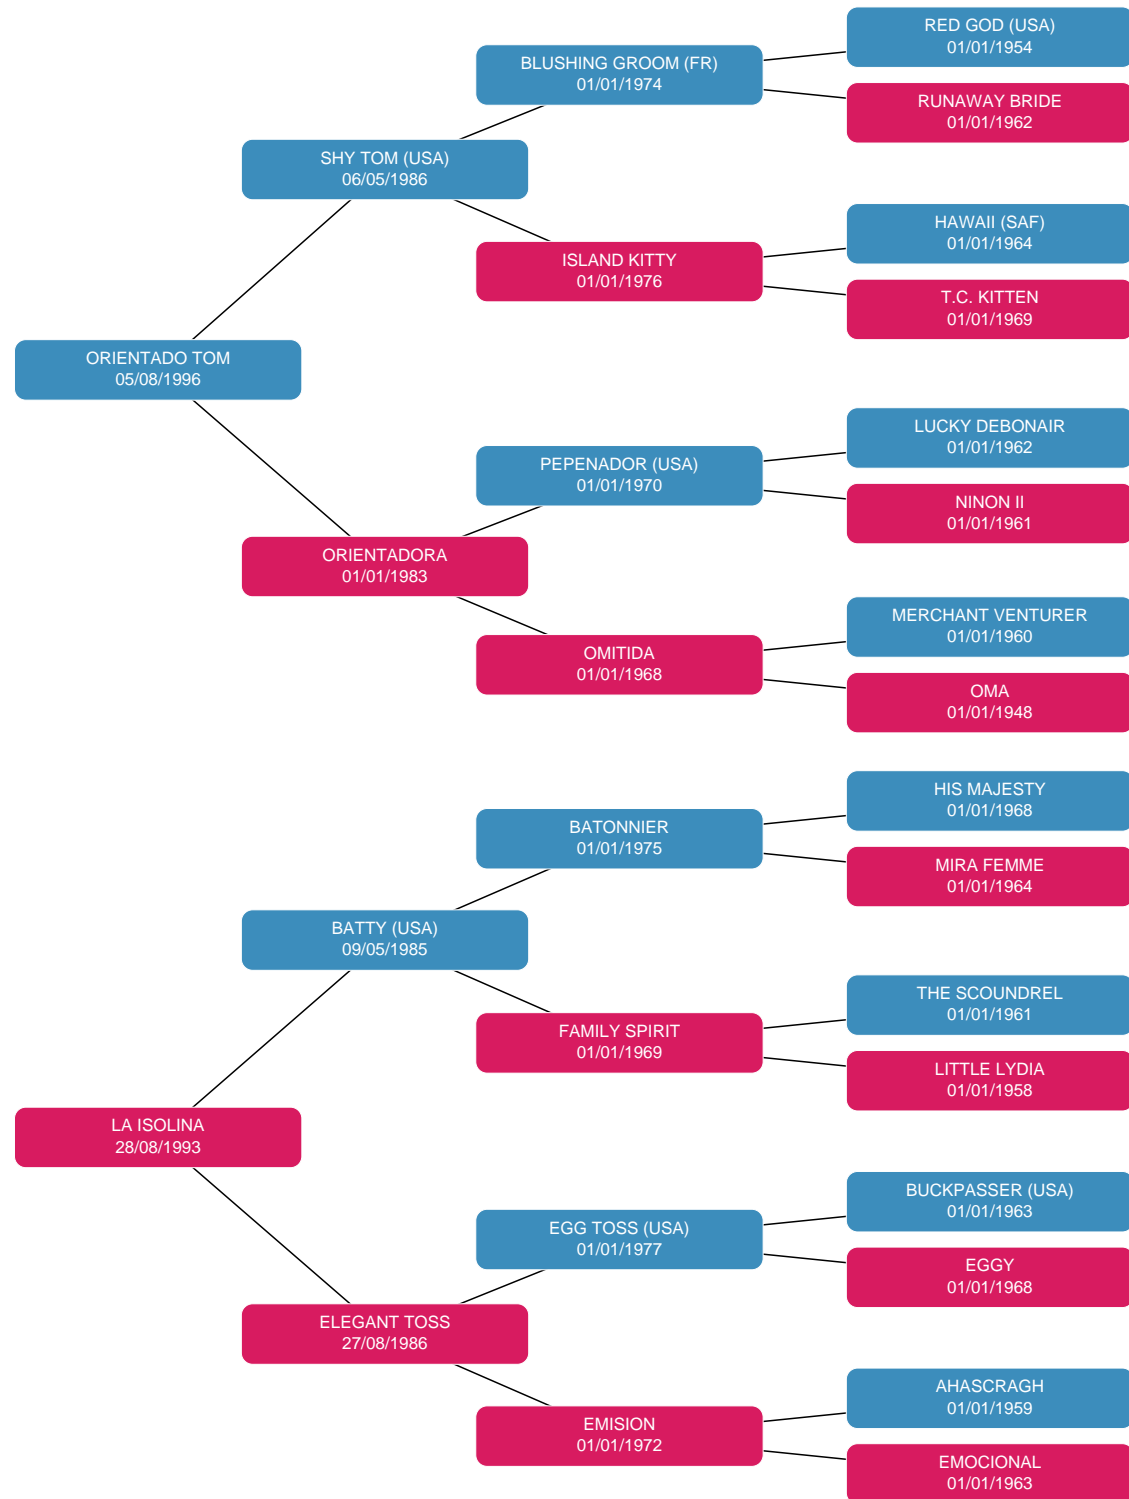 RED GOD (USA)
01/01/1954
BLUSHING GROOM (FR)
01/01/1974
RUNAWAY BRIDE
01/01/1962
SHY TOM (USA)
06/05/1986
HAWAII (SAF)
01/01/1964
ISLAND KITTY
01/01/1976
T.C. KITTEN
01/01/1969
ORIENTADO TOM
05/08/1996
LUCKY DEBONAIR
01/01/1962
PEPENADOR (USA)
01/01/1970
NINON II
01/01/1961
ORIENTADORA
01/01/1983
MERCHANT VENTURER
01/01/1960
OMITIDA
01/01/1968
OMA
01/01/1948
HIS MAJESTY
01/01/1968
BATONNIER
01/01/1975
MIRA FEMME
01/01/1964
BATTY (USA)
09/05/1985
THE SCOUNDREL
01/01/1961
FAMILY SPIRIT
01/01/1969
LITTLE LYDIA
01/01/1958
LA ISOLINA
28/08/1993
BUCKPASSER (USA)
01/01/1963
EGG TOSS (USA)
01/01/1977
EGGY
01/01/1968
ELEGANT TOSS
27/08/1986
AHASCRAGH
01/01/1959
EMISION
01/01/1972
EMOCIONAL
01/01/1963